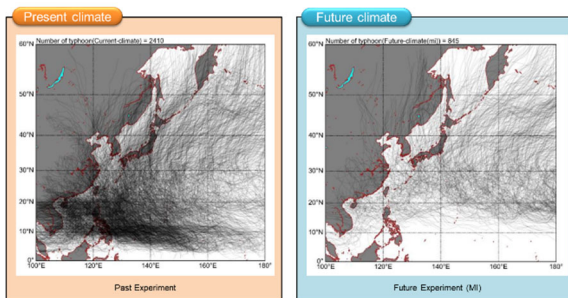 Present climate
Number of typhoon(Current-climate) = 2410
60°N
50°N
40°N
30°N
20°N
10°N
0°N
100°E 120°E 140°E 160°E 180°
Past Experiment
Future climate
Number of typhoon(Future-climate(mi)) = 845
60°N
50°N
40°N
30°N
20°N
10°N
0°N
100°E 120°E 140°E 160°E 180°
Future Experiment (MI)